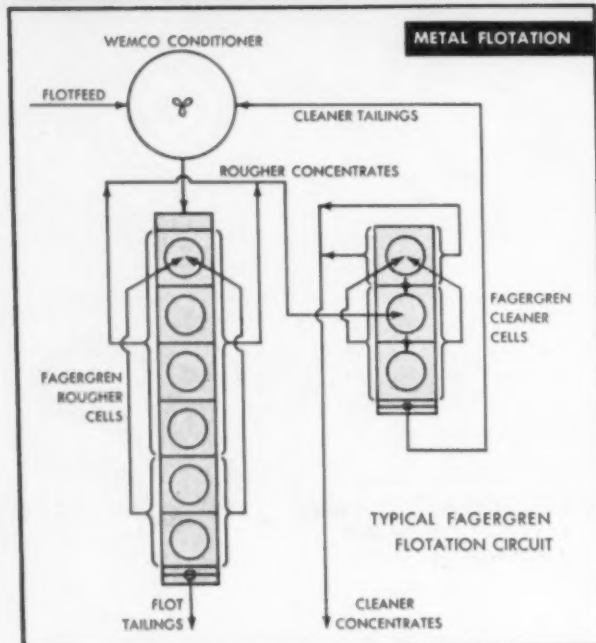 WEMCO CONDITIONER
METAL FLOTATION
FLOTFEED
CLEANER TAILINGS
ROUGHER CONCENTRATES
FAGERGREN
CLEANER
CELLS
FAGERGREN
ROUGHER
CELLS
TYPICAL FAGERGREN
FLOTATION CIRCUIT
FLOT
TAILINGS
CLEANER
CONCENTRATES